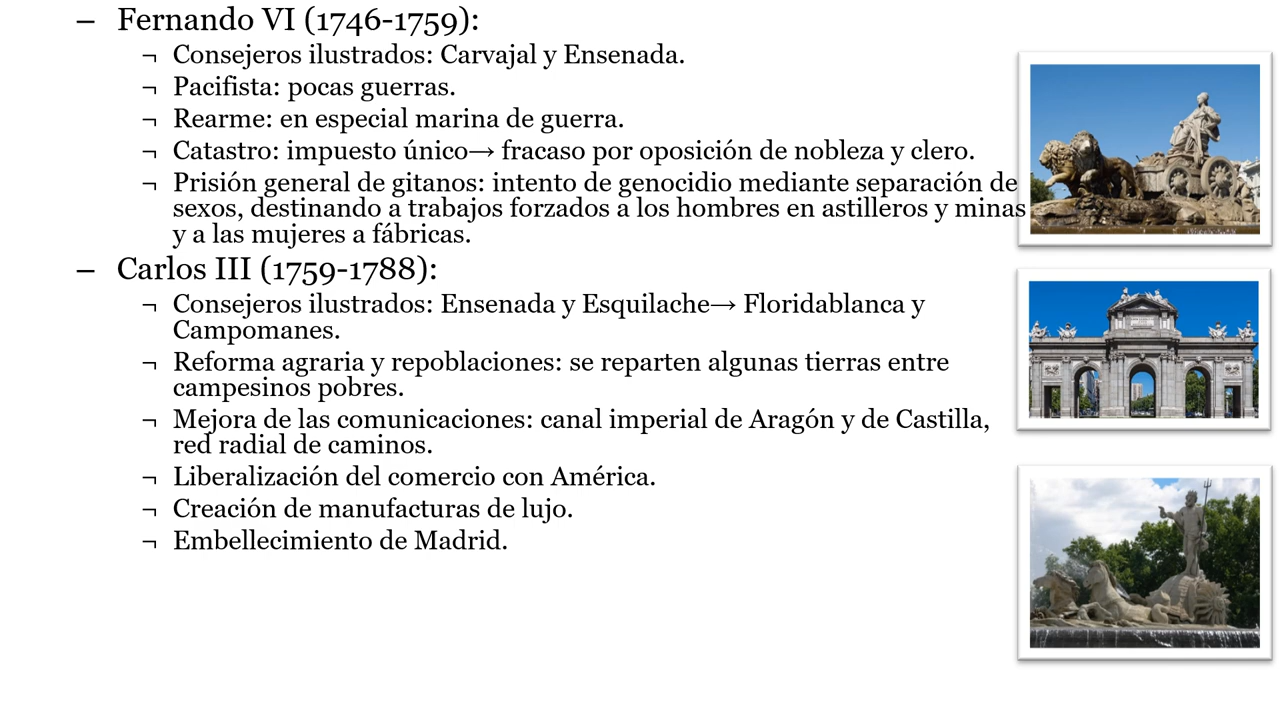 – Fernando VI (1746-1759):
¬ Consejeros ilustrados: Carvajal y Ensenada.
¬ Pacifista: pocas guerras.
¬ Rearme: en especial marina de guerra.
¬ Catastro: impuesto único→ fracaso por oposición de nobleza y clero.
¬ Prisión general de gitanos: intento de genocidio mediante separación de
sexos, destinando a trabajos forzados a los hombres en astilleros y minas
y a las mujeres a fábricas.
– Carlos III (1759-1788):
¬ Consejeros ilustrados: Ensenada y Esquilache→ Floridablanca y
Campomanes.
¬ Reforma agraria y repoblaciones: se reparten algunas tierras entre
campesinos pobres.
¬ Mejora de las comunicaciones: canal imperial de Aragón y de Castilla,
red radial de caminos.
¬ Liberalización del comercio con América.
¬ Creación de manufacturas de lujo.
¬ Embellecimiento de Madrid.